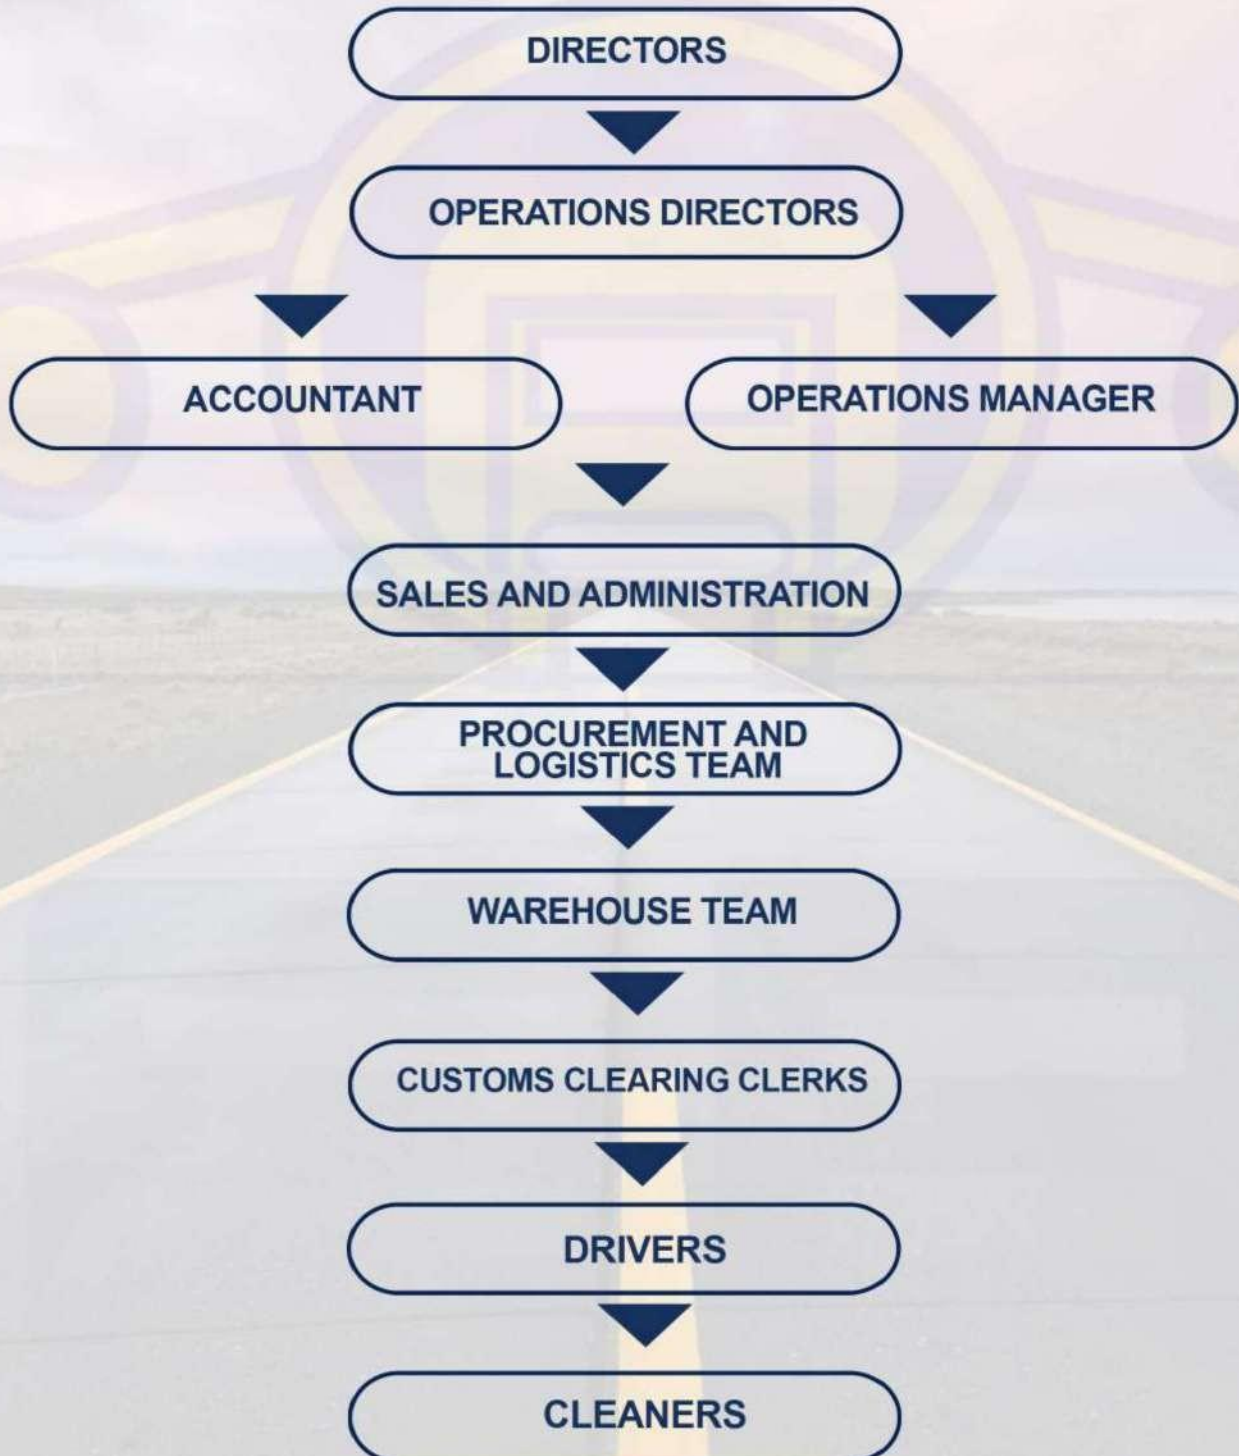 DIRECTORS
OPERATIONS DIRECTORS
ACCOUNTANT
OPERATIONS MANAGER
SALES AND ADMINISTRATION
PROCUREMENT AND
LOGISTICS TEAM
WAREHOUSE TEAM
CUSTOMS CLEARING CLERKS
DRIVERS
CLEANERS